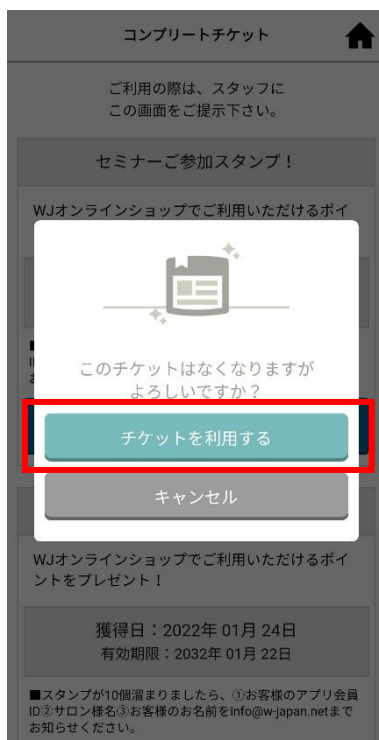 コンプリートチケット
ご利用の際は、スタッフに
この画面をご提示下さい。
セミナーご参加スタンプ！
WJオンラインショップでご利用いただけるポイ
このチケットはなくなりますが
よろしいですか？
チケットを利用する
キャンセル
WJオンラインショップでご利用いただけるポイ
ントをプレゼント！
獲得日：2022年 01月 24日
有効期限：2032年 01月 22日
■スタンプが10個溜まりましたら、①お客様のアプリ会員
ID②サロン様名③お客様のお名前をinfo@w-japan.netまで
お知らせください。